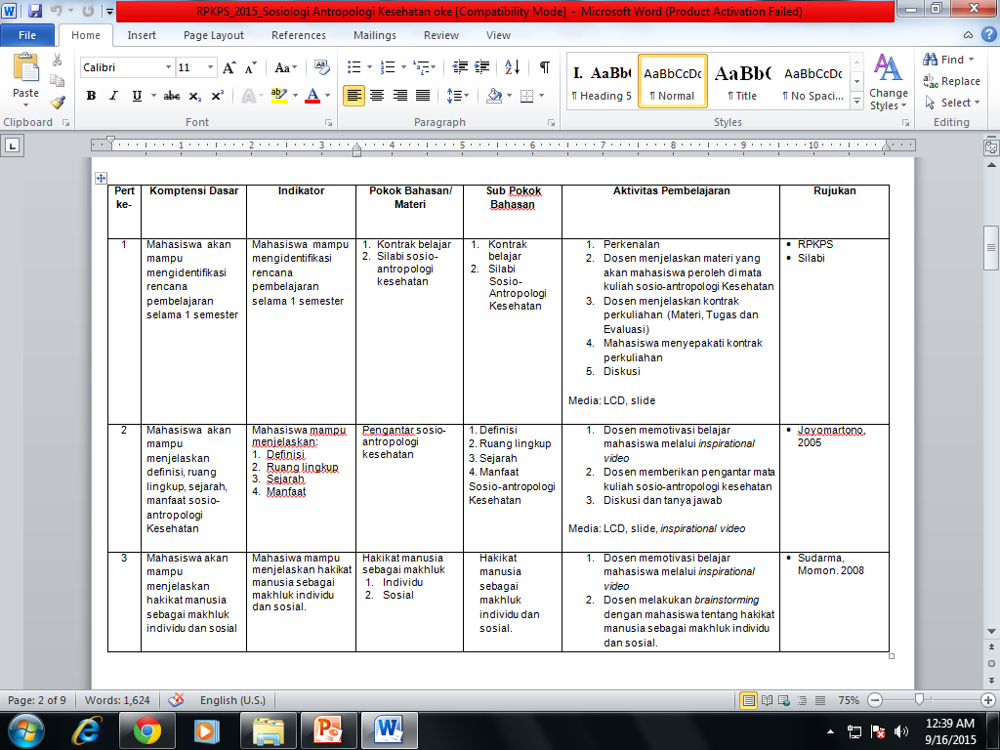 RPKPS_2015_Sosiologi Antropologi Kesehatan oke [Compatibility Mode] - Microsoft Word (Product Activation Failed)
File Home Insert Page Layout References Mailings Review View
Paste
Calibri 11
I. AaBb AaBbCcDc AaBbC AaBbCcDc
¶ Heading 5 ¶ Normal ¶ Title ¶ No Spaci...
Change Styles
Find
Replace
Select
Clipboard Font Paragraph Styles Editing
1 2 3 4 5 6 7 8 9 10
Pert ke-
Komptensi Dasar
Indikator
Pokok Bahasan/
Materi
Sub Pokok
Bahasan
Aktivitas Pembelajaran
Rujukan
1
Mahasiswa akan
mampu
mengidentifikasi
rencana
pembelajaran
selama 1 semester
Mahasiswa mampu
mengidentifikasi
rencana
pembelajaran
selama 1 semester
1. Kontrak belajar
2. Silabi sosio-
antropologi
kesehatan
1. Kontrak
belajar
2. Silabi
Sosio-
Antropologi
Kesehatan
1. Perkenalan
2. Dosen menjelaskan materi yang
akan mahasiswa peroleh di mata
kuliah sosio-antropologi Kesehatan
3. Dosen menjelaskan kontrak
perkuliahan (Materi, Tugas dan
Evaluasi)
4. Mahasiswa menyepakati kontrak
perkuliahan
5. Diskusi
Media: LCD, slide
• RPKPS
• Silabi
2
Mahasiswa akan
mampu
menjelaskan
definisi, ruang
lingkup, sejarah,
manfaat sosio-
antropologi
Kesehatan
Mahasiswa mampu
menjelaskan:
1. Definisi
2. Ruang lingkup
3. Sejarah
4. Manfaat
Pengantar sosio-
antropologi
kesehatan
1. Definisi
2. Ruang lingkup
3. Sejarah
4. Manfaat
Sosio-antropologi
Kesehatan
1. Dosen memotivasi belajar
mahasiswa melalui inspirational
video
2. Dosen memberikan pengantar mata
kuliah sosio-antropologi kesehatan
3. Diskusi dan tanya jawab
Media: LCD, slide, inspirational video
• Joyomartono,
2005
3
Mahasiswa akan
mampu
menjelaskan
hakikat manusia
sebagai makhluk
individu dan sosial
Mahasiwa mampu
menjelaskan hakikat
manusia sebagai
makhluk individu
dan sosial.
Hakikat manusia
sebagai makhluk
1. Individu
2. Sosial
Hakikat
manusia
sebagai
makhluk
individu dan
sosial.
1. Dosen memotivasi belajar
mahasiswa melalui inspirational
video
2. Dosen melakukan brainstorming
dengan mahasiswa tentang hakikat
manusia sebagai makhluk individu
dan sosial.
• Sudarma,
Momon. 2008
Page: 2 of 9 Words: 1,624 English (U.S.) 75%
12:39 AM
9/16/2015